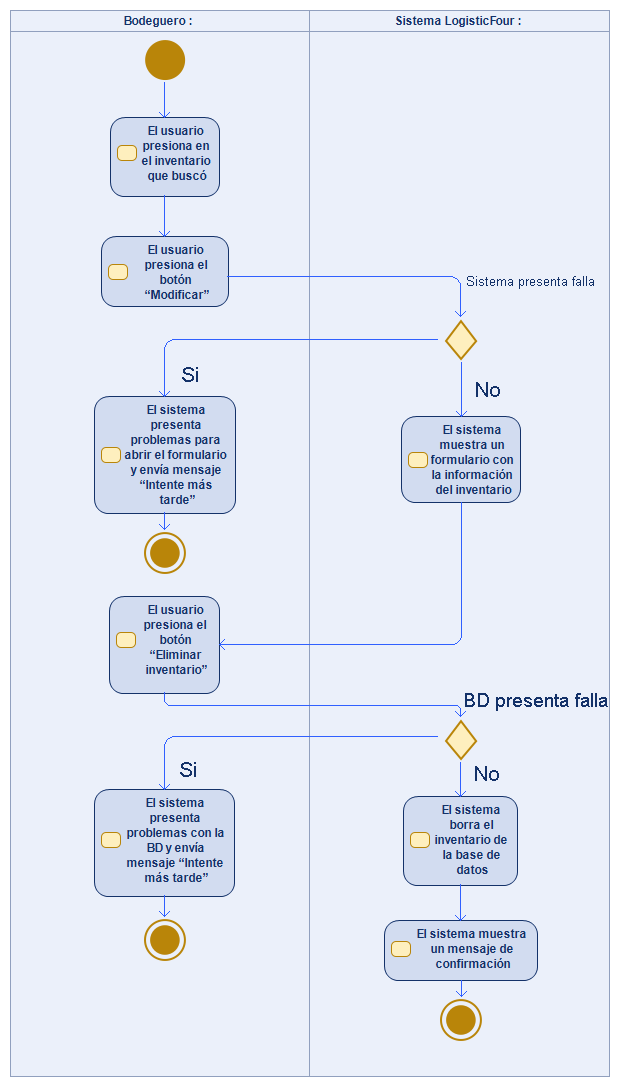 Bodeguero :
Sistema LogisticFour :
El usuario
presiona en
el inventario
que buscó
El usuario
presiona el
botón
“Modificar”
Sistema presenta falla
Si
No
El sistema
presenta
problemas para
abrir el formulario
y envía mensaje
“Intente más
tarde”
El sistema
muestra un
formulario con
la información
del inventario
El usuario
presiona el
botón
“Eliminar
inventario”
BD presenta falla
Si
No
El sistema
presenta
problemas con la
BD y envía
mensaje “Intente
más tarde”
El sistema
borra el
inventario de
la base de
datos
El sistema muestra
un mensaje de
confirmación